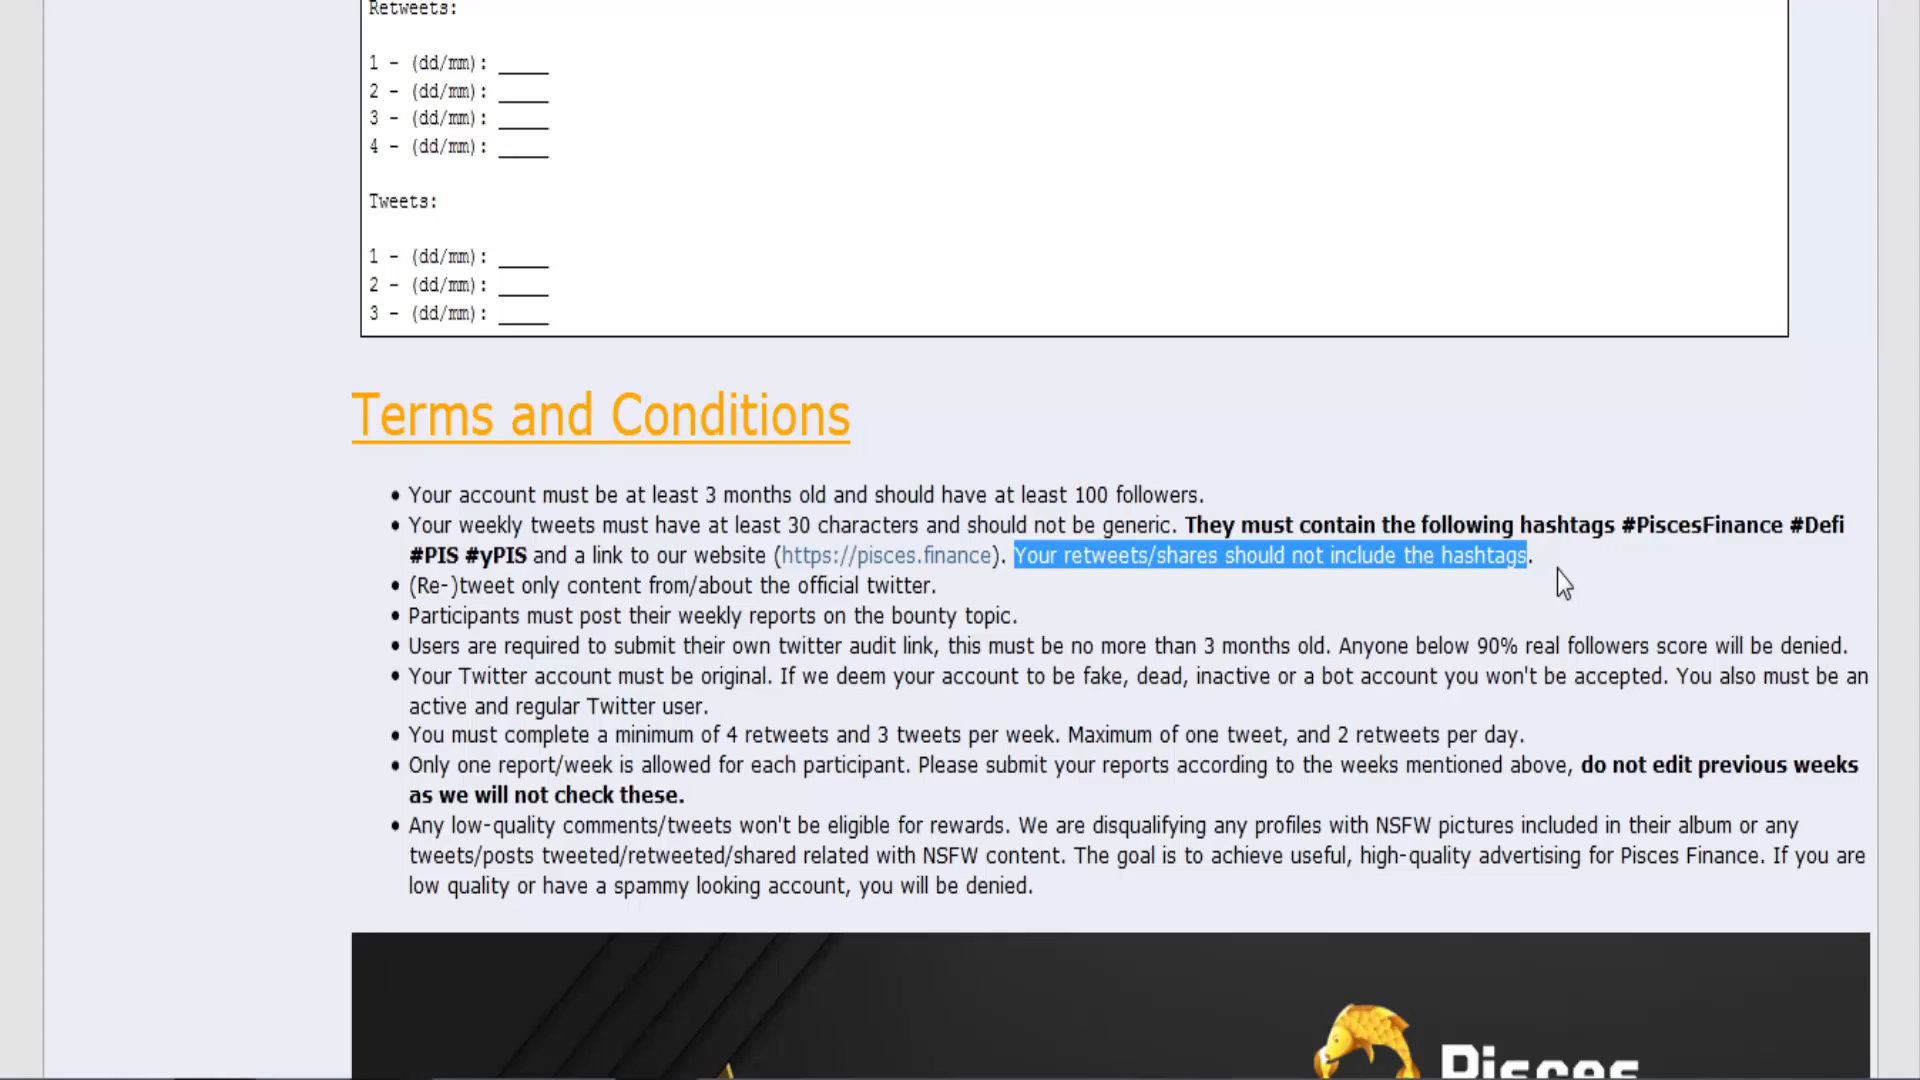 Retweets:
1 - (dd/mm): _____
2 - (dd/mm): _____
3 - (dd/mm): _____
4 - (dd/mm): _____
Tweets:
1 - (dd/mm): _____
2 - (dd/mm): _____
3 - (dd/mm): _____
Terms and Conditions
• Your account must be at least 3 months old and should have at least 100 followers.
• Your weekly tweets must have at least 30 characters and should not be generic. They must contain the following hashtags #PiscesFinance #Defi
#PIS #yPIS and a link to our website (https://pisces.finance). Your retweets/shares should not include the hashtags.
• (Re-)tweet only content from/about the official twitter.
• Participants must post their weekly reports on the bounty topic.
• Users are required to submit their own twitter audit link, this must be no more than 3 months old. Anyone below 90% real followers score will be denied.
• Your Twitter account must be original. If we deem your account to be fake, dead, inactive or a bot account you won't be accepted. You also must be an
active and regular Twitter user.
• You must complete a minimum of 4 retweets and 3 tweets per week. Maximum of one tweet, and 2 retweets per day.
• Only one report/week is allowed for each participant. Please submit your reports according to the weeks mentioned above, do not edit previous weeks
as we will not check these.
• Any low-quality comments/tweets won't be eligible for rewards. We are disqualifying any profiles with NSFW pictures included in their album or any
tweets/posts tweeted/retweeted/shared related with NSFW content. The goal is to achieve useful, high-quality advertising for Pisces Finance. If you are
low quality or have a spammy looking account, you will be denied.
Pisces